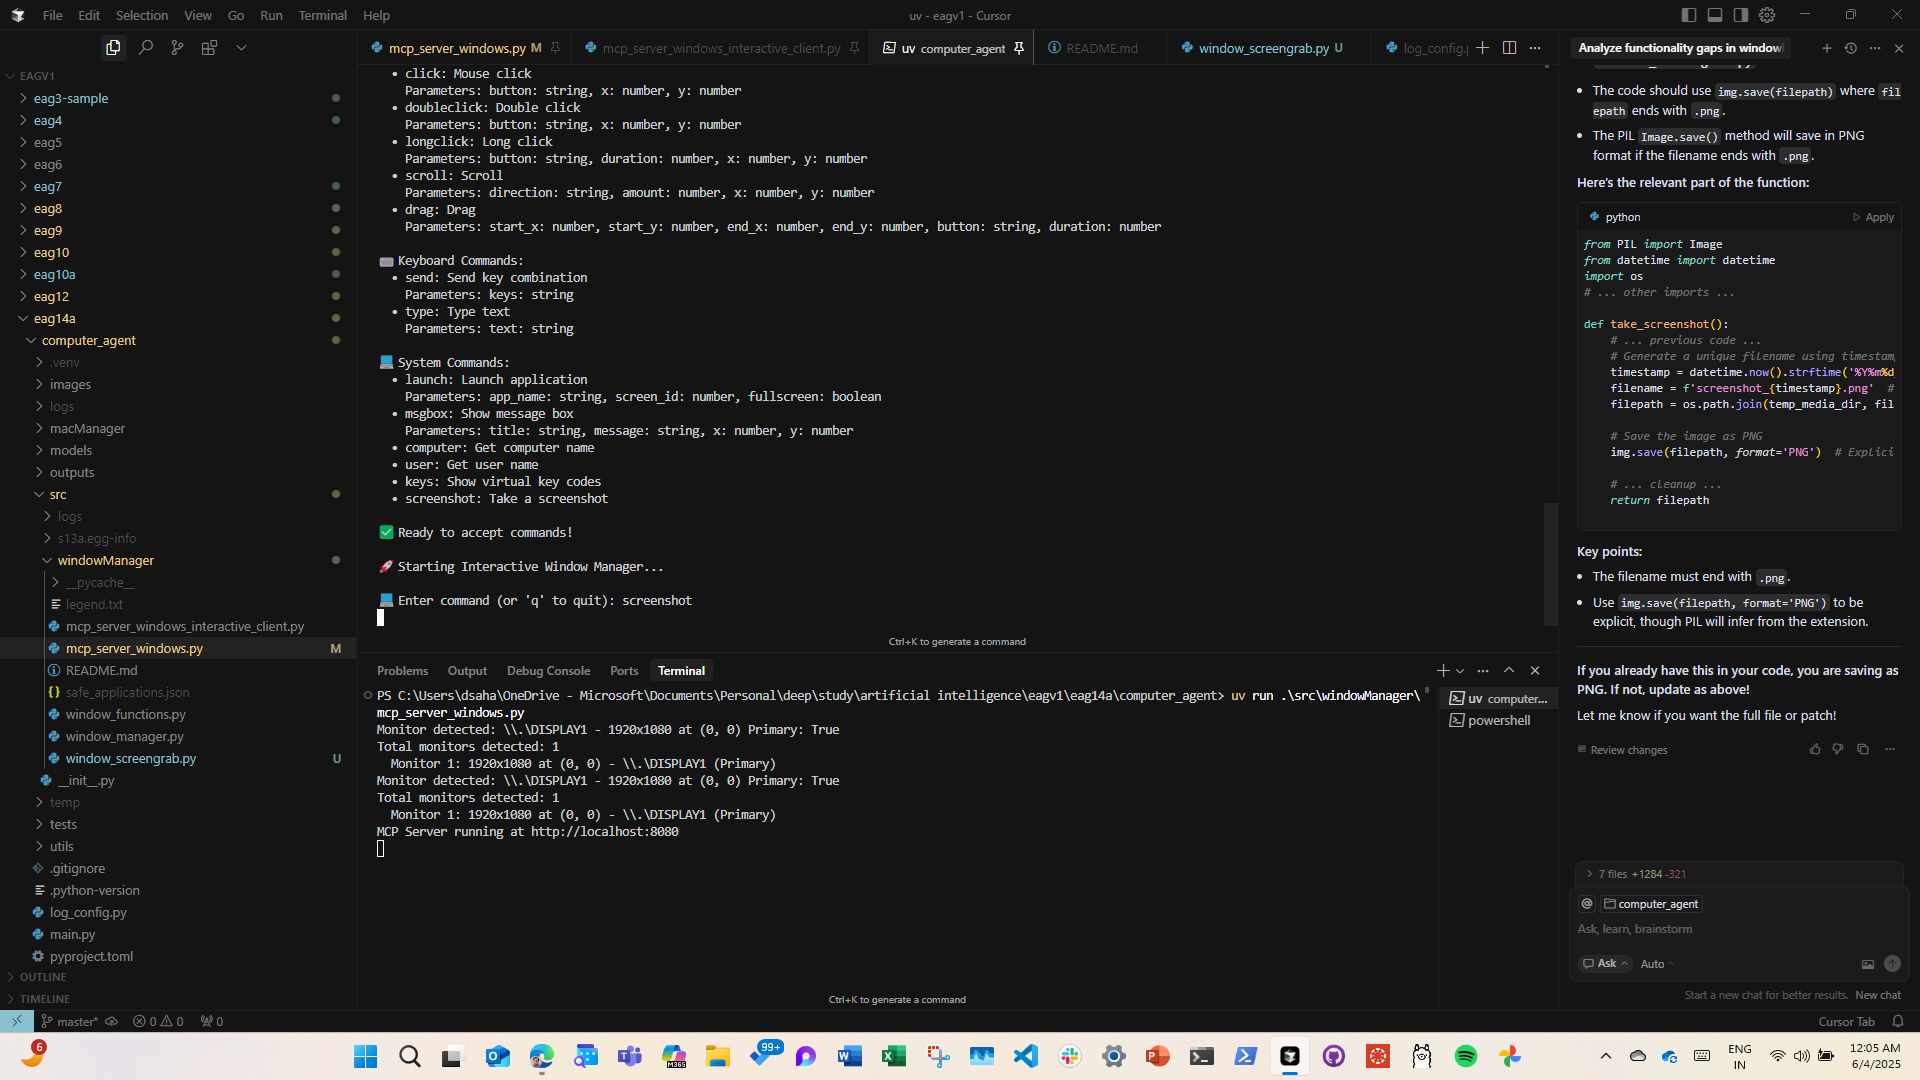 File Edit Selection View Go Run Terminal Help
uv - eagv1 - Cursor
EAGV1
eag3-sample
eag4
eag5
eag6
eag7
eag8
eag9
eag10
eag10a
eag12
eag14a
computer_agent
.venv
images
logs
macManager
models
outputs
src
logs
s13a.egg-info
windowManager
__pycache__
legend.txt
mcp_server_windows_interactive_client.py
mcp_server_windows.py M
README.md
safe_applications.json
window_functions.py
window_manager.py
window_screengrab.py U
__init__.py
temp
tests
utils
.gitignore
.python-version
log_config.py
main.py
pyproject.toml
OUTLINE
TIMELINE
mcp_server_windows.py M
mcp_server_windows_interactive_client.py
uv computer_agent
README.md
window_screengrab.py U
log_config.p
• click: Mouse click
Parameters: button: string, x: number, y: number
• doubleclick: Double click
Parameters: button: string, x: number, y: number
• longclick: Long click
Parameters: button: string, duration: number, x: number, y: number
• scroll: Scroll
Parameters: direction: string, amount: number, x: number, y: number
• drag: Drag
Parameters: start_x: number, start_y: number, end_x: number, end_y: number, button: string, duration: number
Keyboard Commands:
• send: Send key combination
Parameters: keys: string
• type: Type text
Parameters: text: string
System Commands:
• launch: Launch application
Parameters: app_name: string, screen_id: number, fullscreen: boolean
• msgbox: Show message box
Parameters: title: string, message: string, x: number, y: number
• computer: Get computer name
• user: Get user name
• keys: Show virtual key codes
• screenshot: Take a screenshot
Ready to accept commands!
Starting Interactive Window Manager...
Enter command (or 'q' to quit): screenshot
Ctrl+K to generate a command
Problems Output Debug Console Ports Terminal
PS C:\Users\dsaha\OneDrive - Microsoft\Documents\Personal\deep\study\artificial intelligence\eagv1\eag14a\computer_agent> uv run .\src\windowManager\
mcp_server_windows.py
Monitor detected: \\.\DISPLAY1 - 1920x1080 at (0, 0) Primary: True
Total monitors detected: 1
Monitor 1: 1920x1080 at (0, 0) - \\.\DISPLAY1 (Primary)
Monitor detected: \\.\DISPLAY1 - 1920x1080 at (0, 0) Primary: True
Total monitors detected: 1
Monitor 1: 1920x1080 at (0, 0) - \\.\DISPLAY1 (Primary)
MCP Server running at http://localhost:8080
Ctrl+K to generate a command
uv computer...
powershell
Analyze functionality gaps in window
• The code should use img.save(filepath) where fil
epath ends with .png.
• The PIL Image.save() method will save in PNG
format if the filename ends with .png.
Here's the relevant part of the function:
python Apply
from PIL import Image
from datetime import datetime
import os
# ... other imports ...
def take_screenshot():
# ... previous code ...
# Generate a unique filename using timestam
timestamp = datetime.now().strftime('%Y%m%d
filename = f'screenshot_{timestamp}.png' #
filepath = os.path.join(temp_media_dir, fil
# Save the image as PNG
img.save(filepath, format='PNG') # Explici
# ... cleanup ...
return filepath
Key points:
• The filename must end with .png.
• Use img.save(filepath, format='PNG') to be
explicit, though PIL will infer from the extension.
If you already have this in your code, you are saving as
PNG. If not, update as above!
Let me know if you want the full file or patch!
Review changes
7 files +1284 -321
@ computer_agent
Ask, learn, brainstorm
Ask Auto
Start a new chat for better results. New chat
master* 0 0 0
Cursor Tab
6
99+
M365
ENG
IN
12:05 AM
6/4/2025